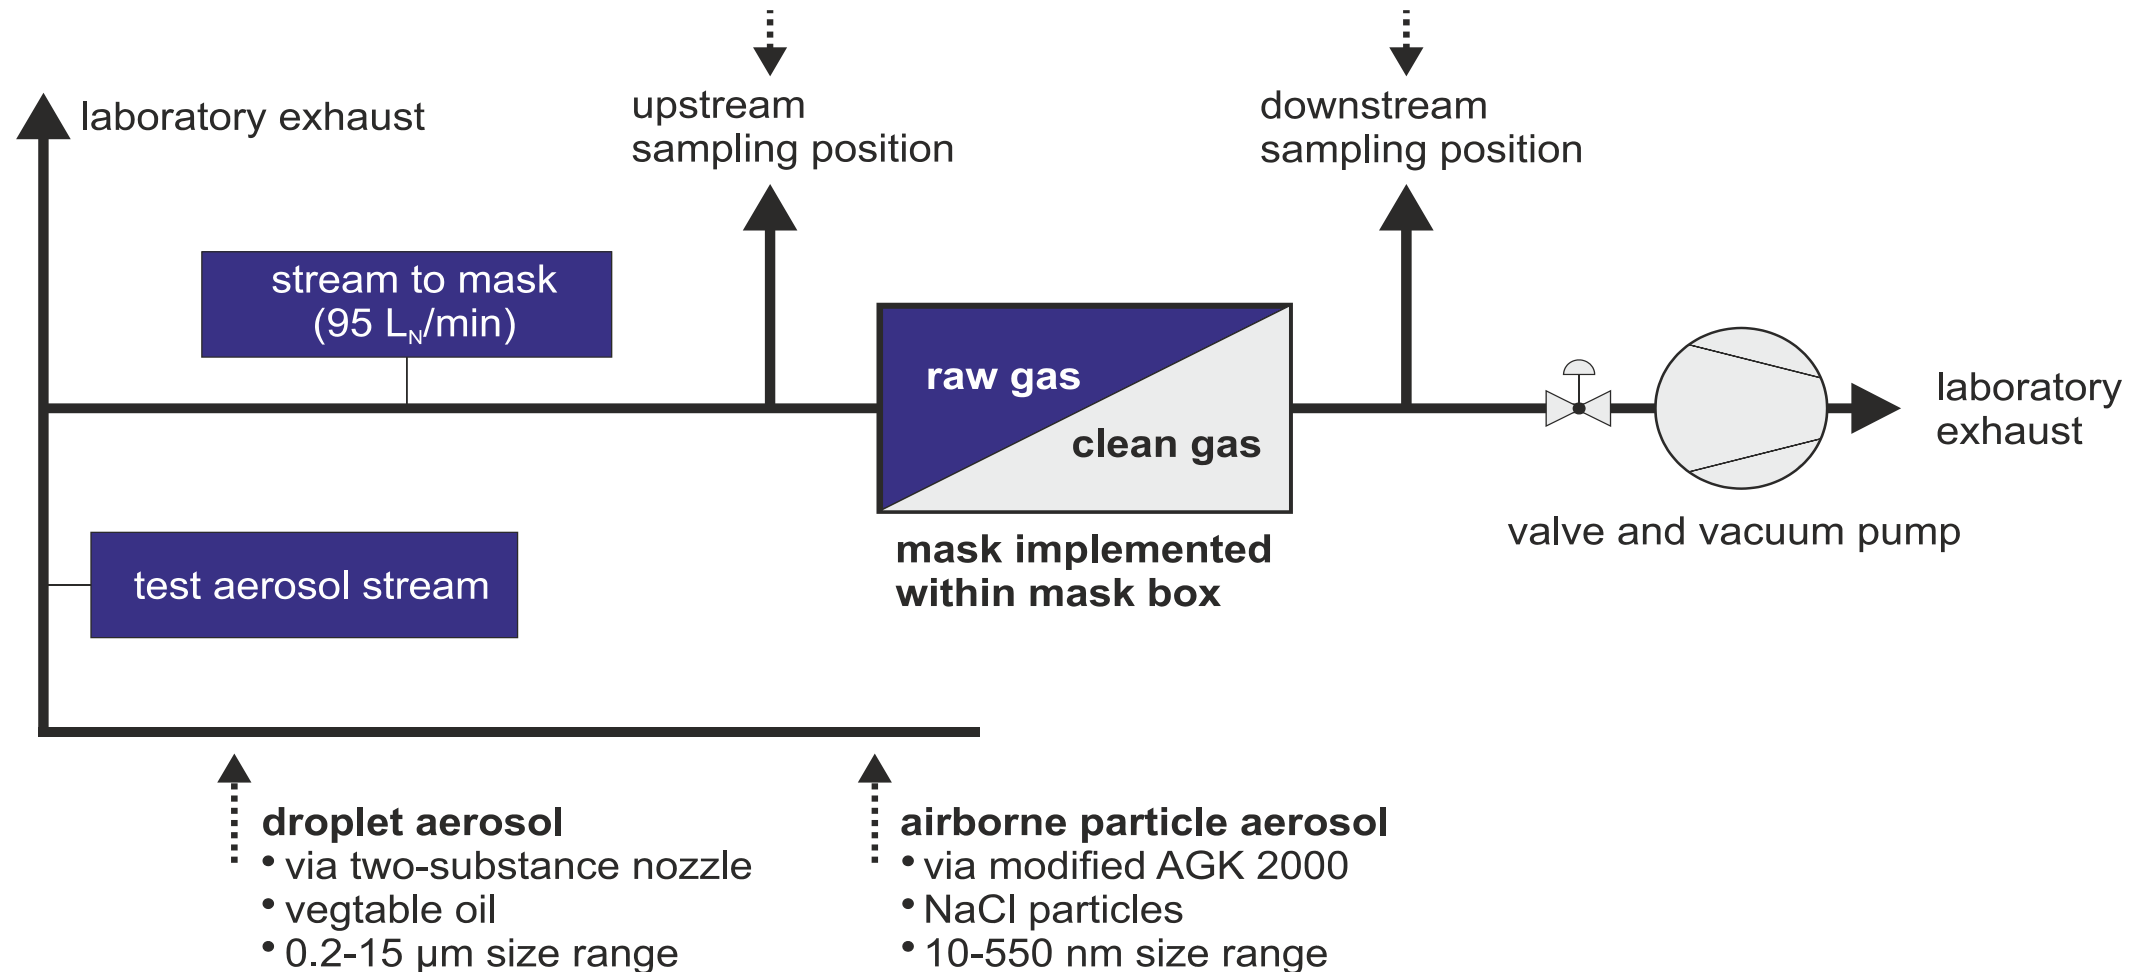 laboratory exhaust
upstream
sampling position
downstream
sampling position
stream to mask
(95 L_N/min)
raw gas
clean gas
laboratory
exhaust
mask implemented
within mask box
valve and vacuum pump
test aerosol stream
droplet aerosol
• via two-substance nozzle
• vegtable oil
• 0.2-15 µm size range
airborne particle aerosol
• via modified AGK 2000
• NaCl particles
• 10-550 nm size range